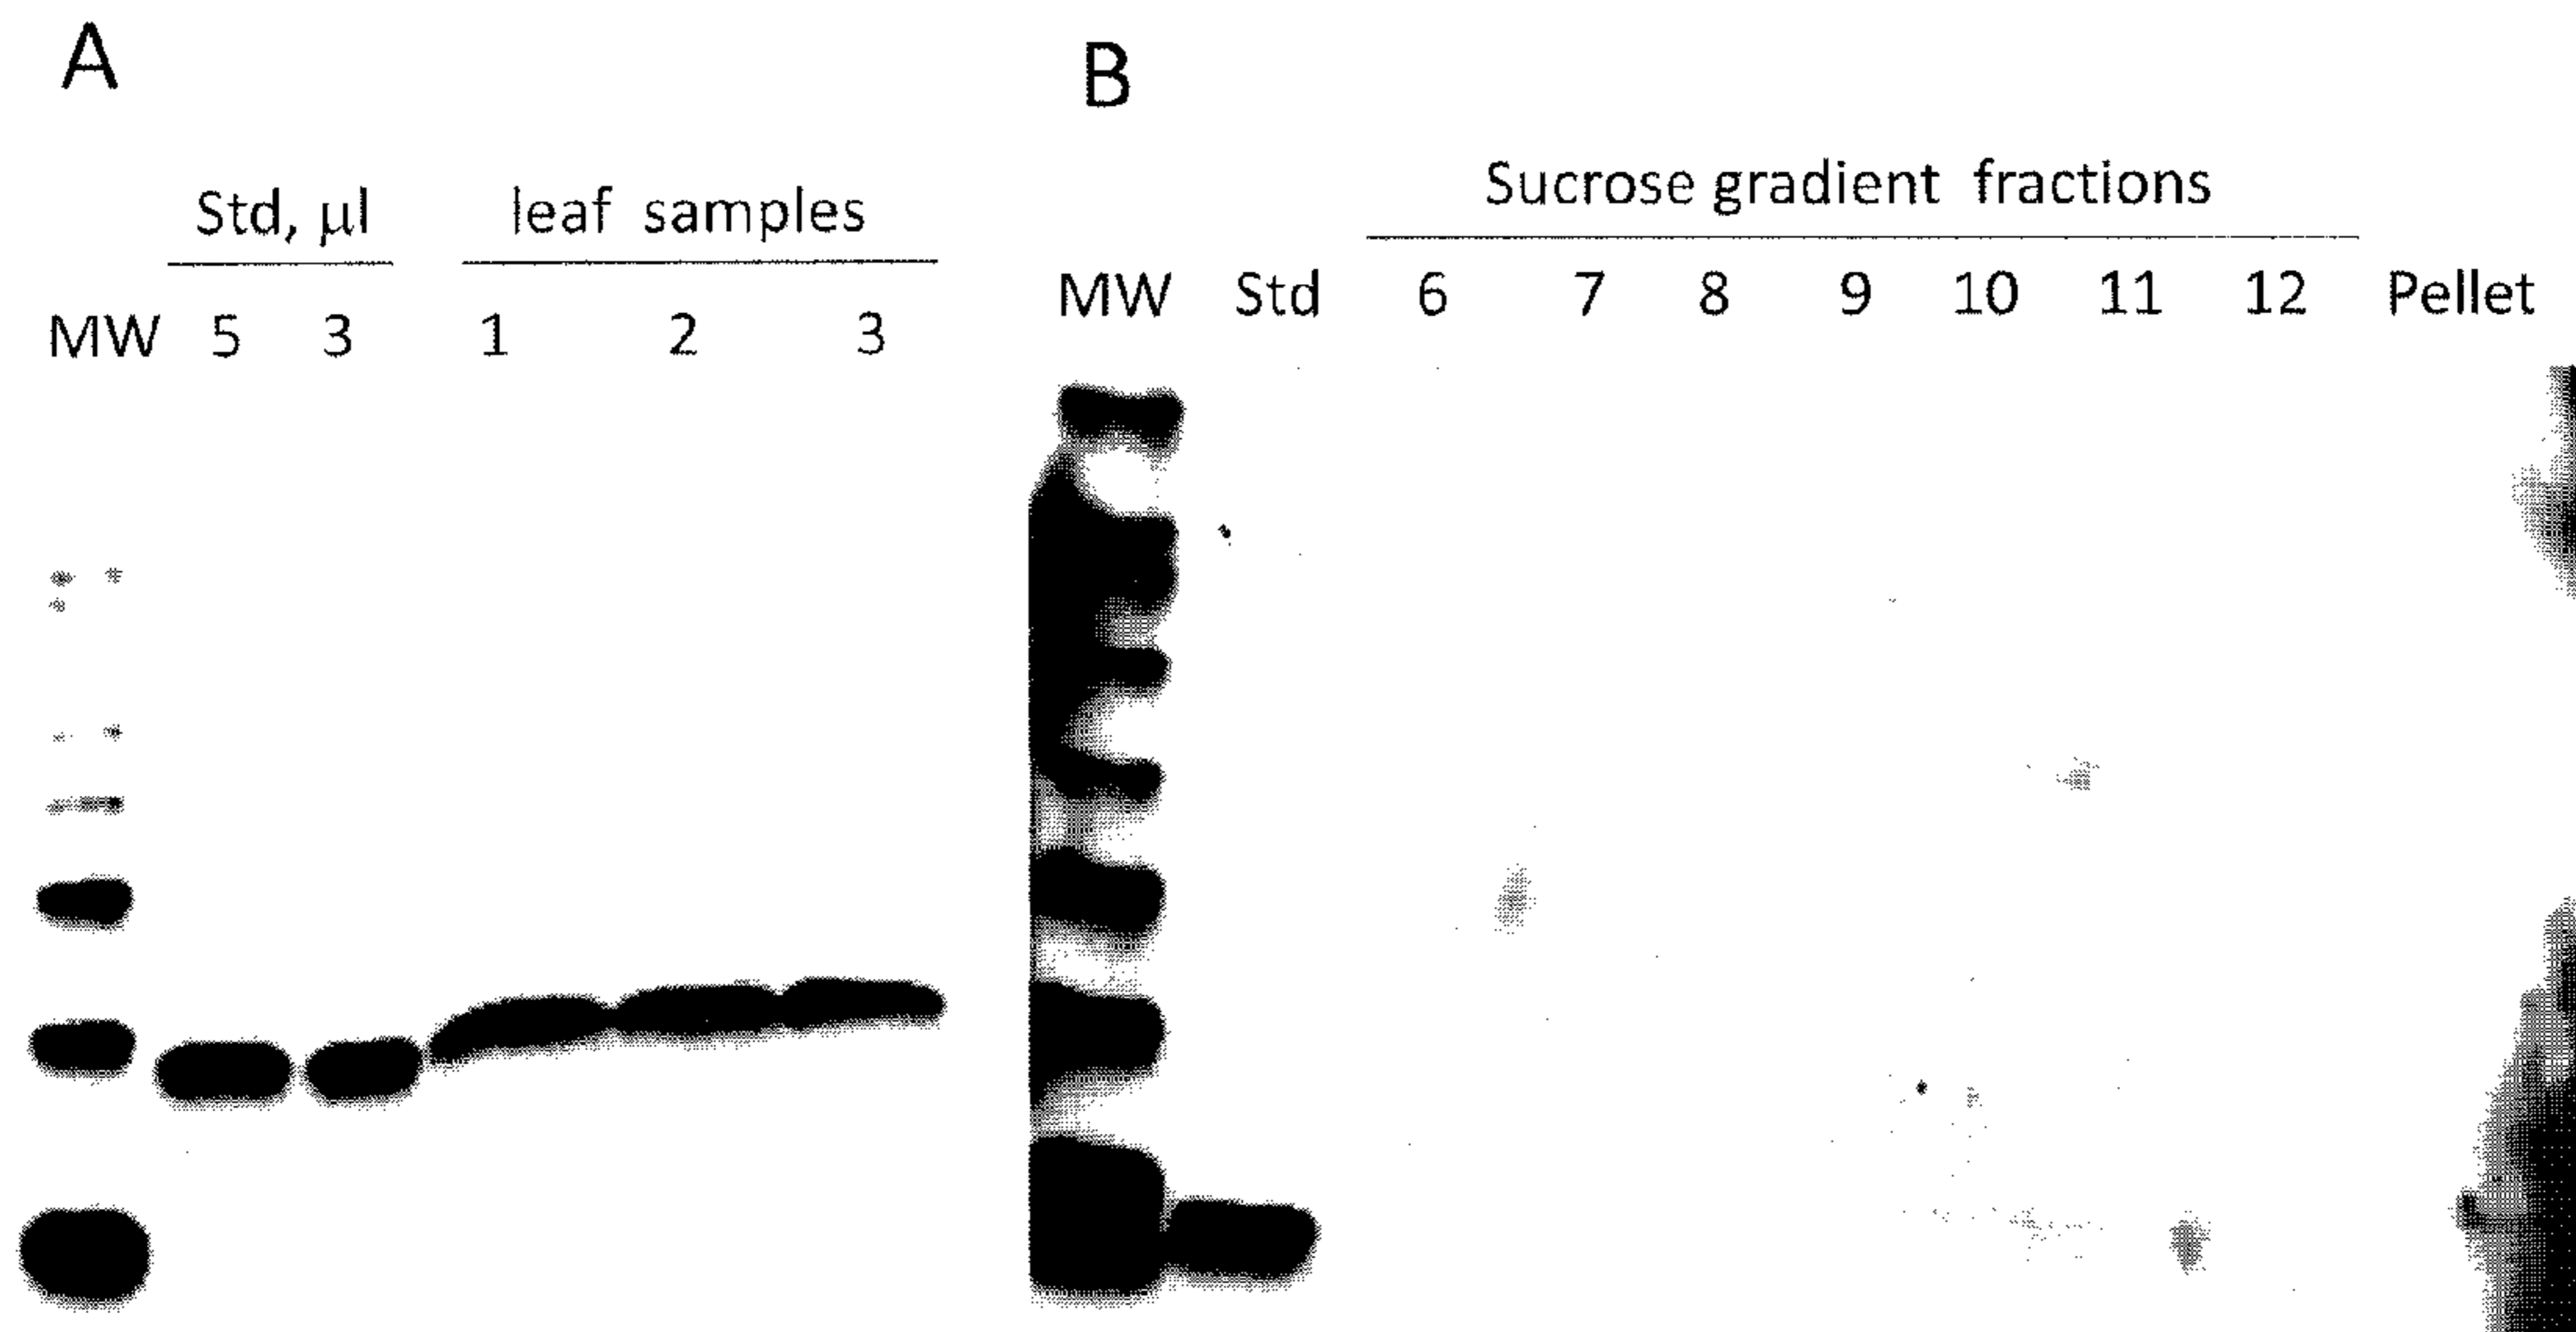 A
Std, μl leaf samples
MW 5 3 1 2 3
B
Sucrose gradient fractions
MW Std 6 7 8 9 10 11 12 Pellet